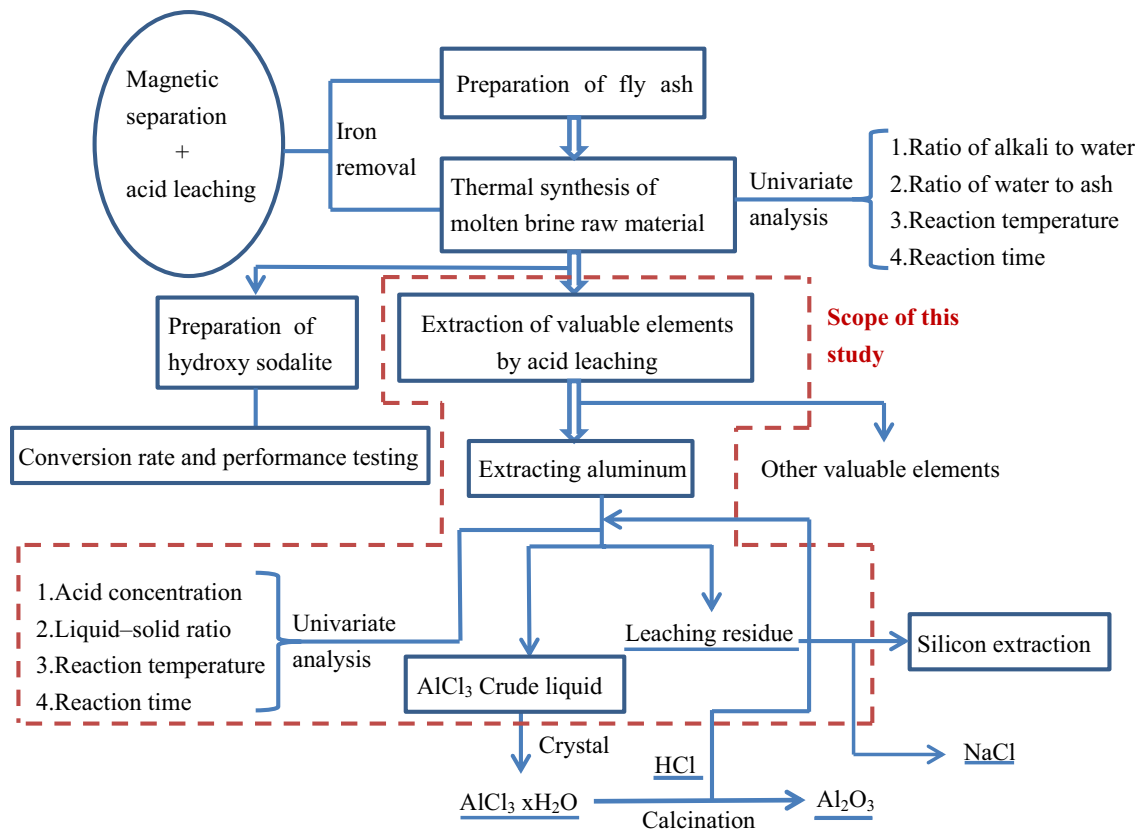 Magnetic
separation
+
acid leaching
Iron
removal
Preparation of fly ash
Thermal synthesis of
molten brine raw material
Univariate
analysis
1.Ratio of alkali to water
2.Ratio of water to ash
3.Reaction temperature
4.Reaction time
Preparation of
hydroxy sodalite
Extraction of valuable elements
by acid leaching
Scope of this
study
Conversion rate and performance testing
Extracting aluminum
Other valuable elements
1.Acid concentration
2.Liquid–solid ratio
3.Reaction temperature
4.Reaction time
Univariate
analysis
Leaching residue
Silicon extraction
AlCl₃ Crude liquid
Crystal
HCl
NaCl
AlCl₃ xH₂O
Calcination
Al₂O₃